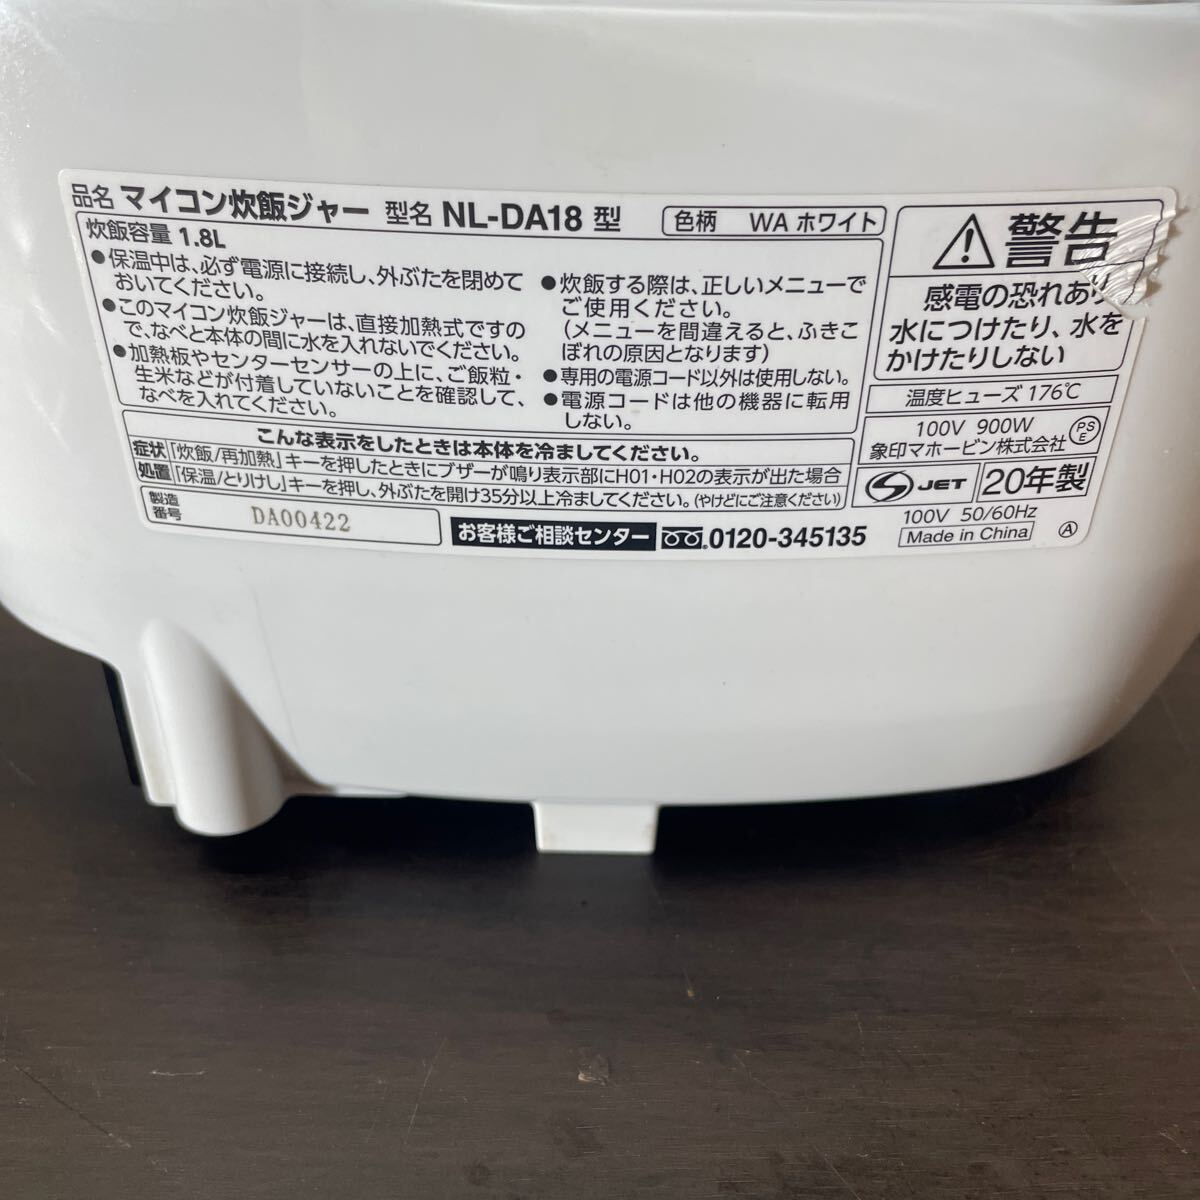 品名 マイコン炊飯ジャー 型名 NL-DA18 型
色柄 WA ホワイト
炊飯容量 1.8L
●保温中は、必ず電源に接続し、外ぶたを閉めて
おいてください。
●このマイコン炊飯ジャーは、直接加熱式ですの
で、なべと本体の間に水を入れないでください。
●加熱板やセンターセンサーの上に、ご飯粒・
生米などが付着していないことを確認して、
なべを入れてください。
●炊飯する際は、正しいメニューで
ご使用ください。
(メニューを間違えると、ふきこ
ぼれの原因となります)
●専用の電源コード以外は使用しない。
●電源コードは他の機器に転用
しない。
こんな表示をしたときは本体を冷ましてください。
症状 「炊飯/再加熱」キーを押したときにブザーが鳴り表示部にH01・H02の表示が出た場合
処置 「保温/とりけし」キーを押し、外ぶたを開け35分以上冷ましてください。(やけどにご注意ください)
製造
番号 DA00422
お客様ご相談センター 0120-345135
警告
感電の恐れあり
水につけたり、水を
かけたりしない
温度ヒューズ 176℃
100V 900W
象印マホービン株式会社
PS
E
JET 20年製
100V 50/60Hz
Made in China Ⓐ